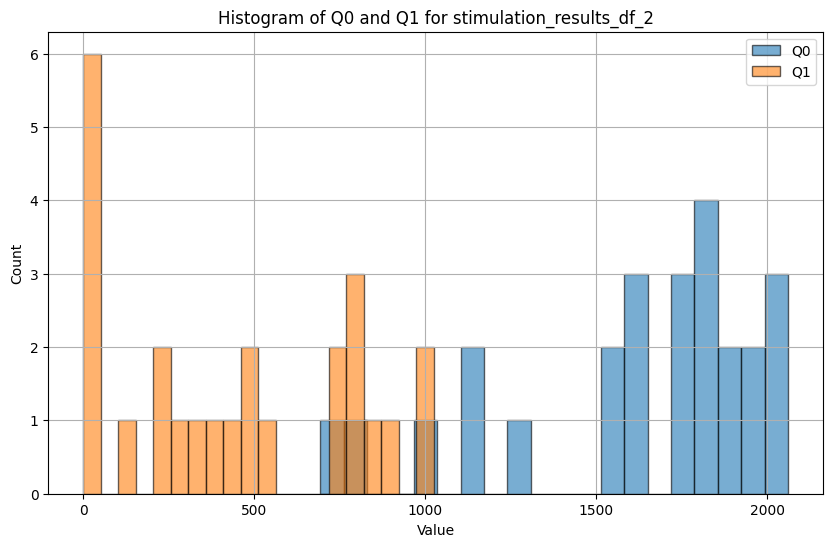 Histogram of Q0 and Q1 for stimulation_results_df_2
Q0
Q1
Count
6
5
4
3
2
1
0
0
500
1000
1500
2000
Value